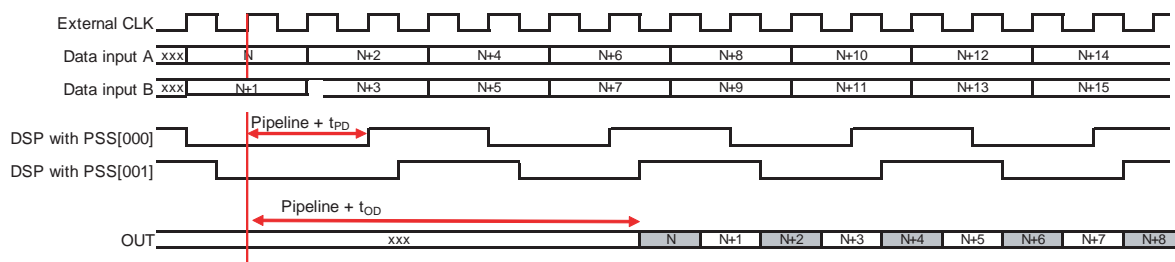 External CLK
Data input A xxx N N+2 N+4 N+6 N+8 N+10 N+12 N+14
Data input B xxx N+1 N+3 N+5 N+7 N+9 N+11 N+13 N+15
Pipeline + tPD
DSP with PSS[000]
DSP with PSS[001]
Pipeline + tOD
OUT xxx N N+1 N+2 N+3 N+4 N+5 N+6 N+7 N+8